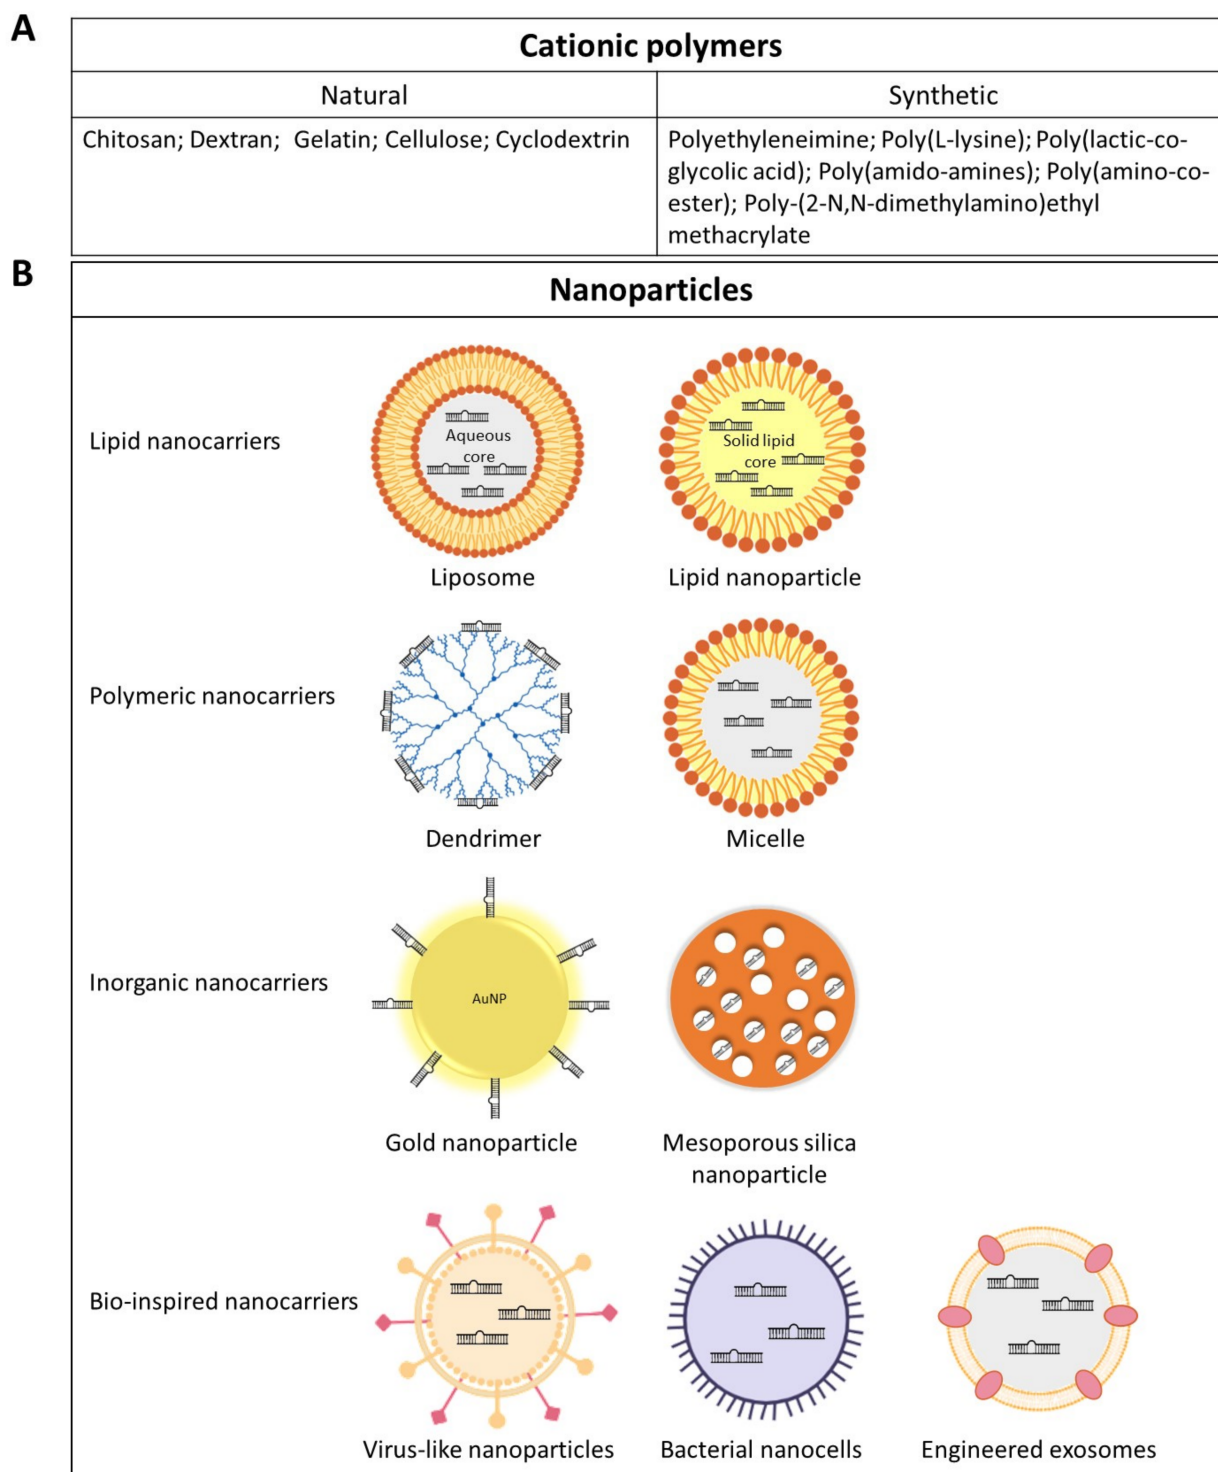 A
Cationic polymers
Natural
Synthetic
Chitosan; Dextran; Gelatin; Cellulose; Cyclodextrin
Polyethyleneimine; Poly(L-lysine); Poly(lactic-co-
glycolic acid); Poly(amido-amines); Poly(amino-co-
ester); Poly-(2-N,N-dimethylamino)ethyl
methacrylate
B
Nanoparticles
Lipid nanocarriers
Aqueous
core
Solid lipid
core
Liposome
Lipid nanoparticle
Polymeric nanocarriers
Dendrimer
Micelle
Inorganic nanocarriers
AuNP
Gold nanoparticle
Mesoporous silica
nanoparticle
Bio-inspired nanocarriers
Virus-like nanoparticles
Bacterial nanocells
Engineered exosomes